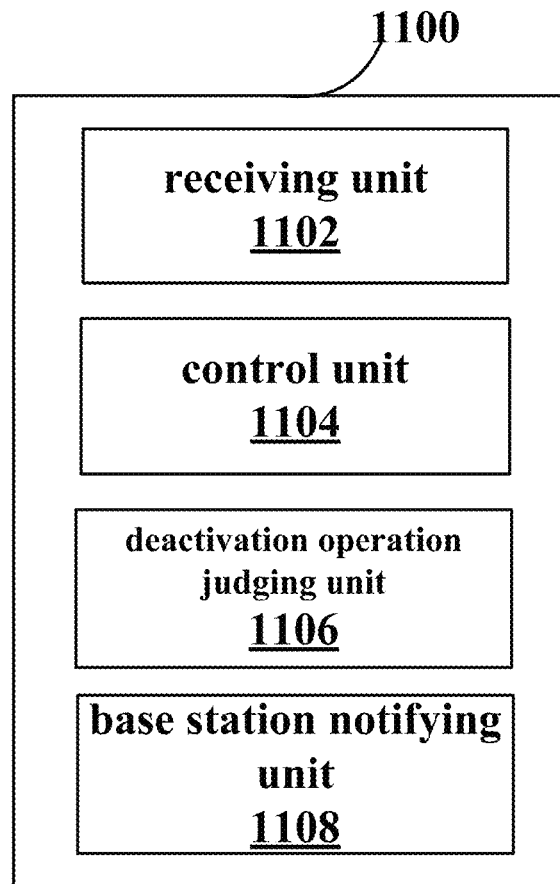 1100
receiving unit
1102
control unit
1104
deactivation operation
judging unit
1106
base station notifying
unit
1108